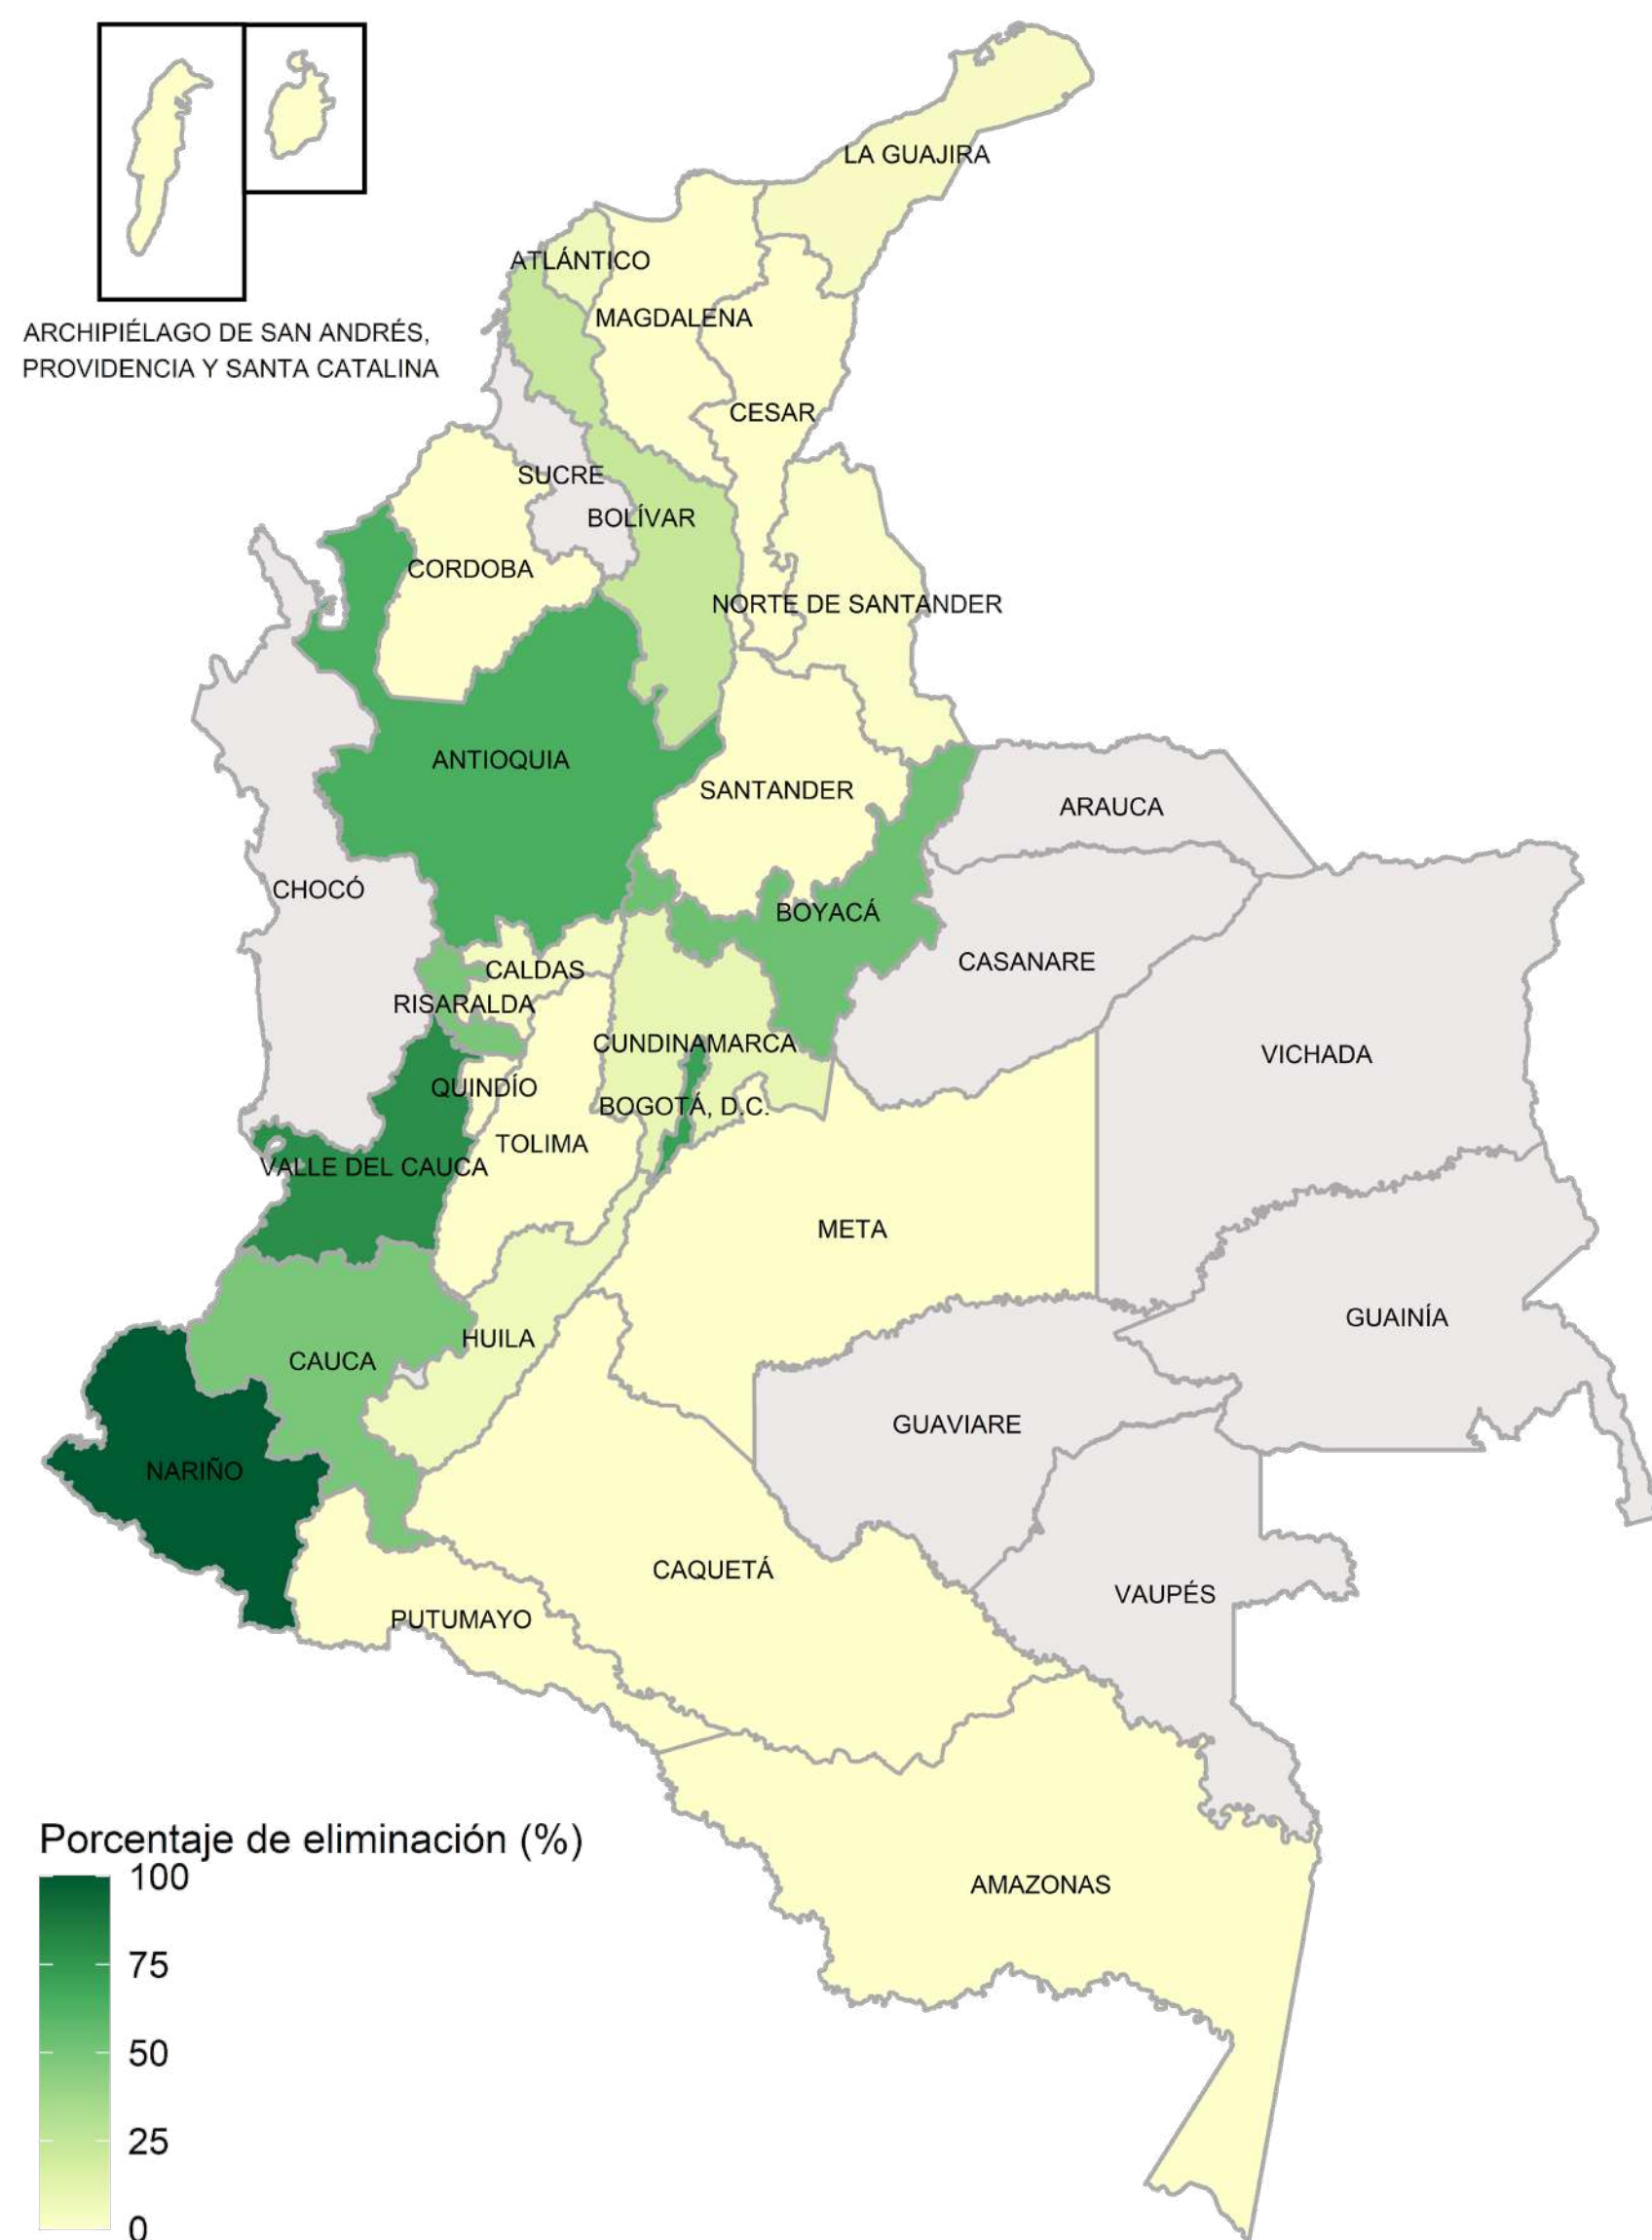 LA GUAJIRA
ATLÁNTICO
MAGDALENA
ARCHIPIÉLAGO DE SAN ANDRÉS,
PROVIDENCIA Y SANTA CATALINA
CESAR
SUCRE
BOLÍVAR
CORDOBA
NORTE DE SANTANDER
ANTIOQUIA
SANTANDER
ARAUCA
CHOCÓ
BOYACÁ
CASANARE
CALDAS
RISARALDA
CUNDINAMARCA
VICHADA
QUINDÍO
BOGOTÁ, D.C.
TOLIMA
VALLE DEL CAUCA
META
GUAINÍA
HUILA
CAUCA
GUAVIARE
NARIÑO
CAQUETÁ
VAUPÉS
PUTUMAYO
AMAZONAS
Porcentaje de eliminación (%)
100
75
50
25
0